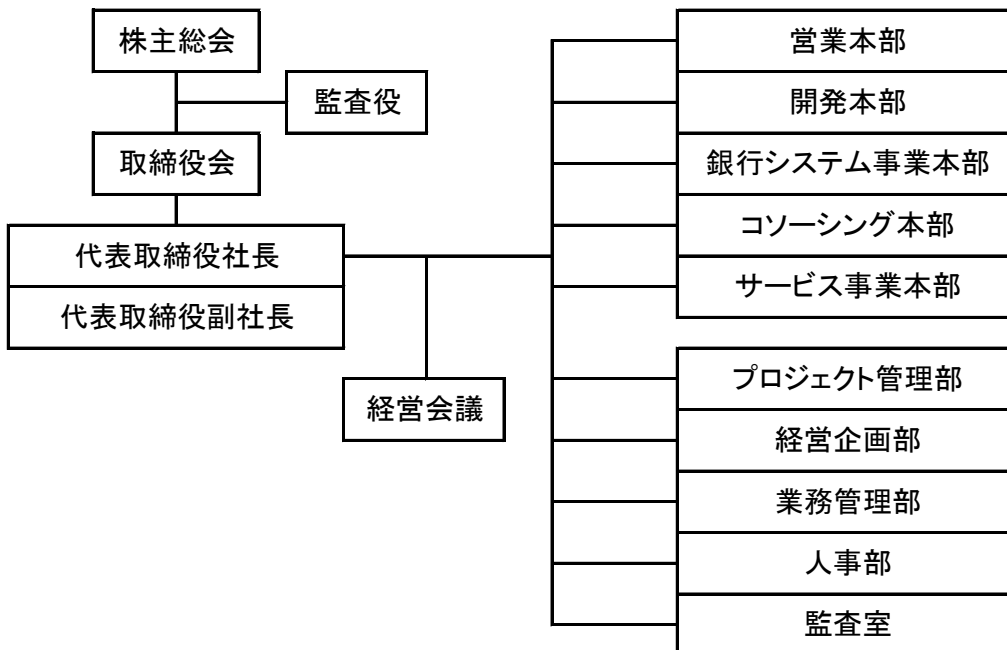 株主総会
監査役
取締役会
代表取締役社長
代表取締役副社長
経営会議
営業本部
開発本部
銀行システム事業本部
コソーシング本部
サービス事業本部
プロジェクト管理部
経営企画部
業務管理部
人事部
監査室